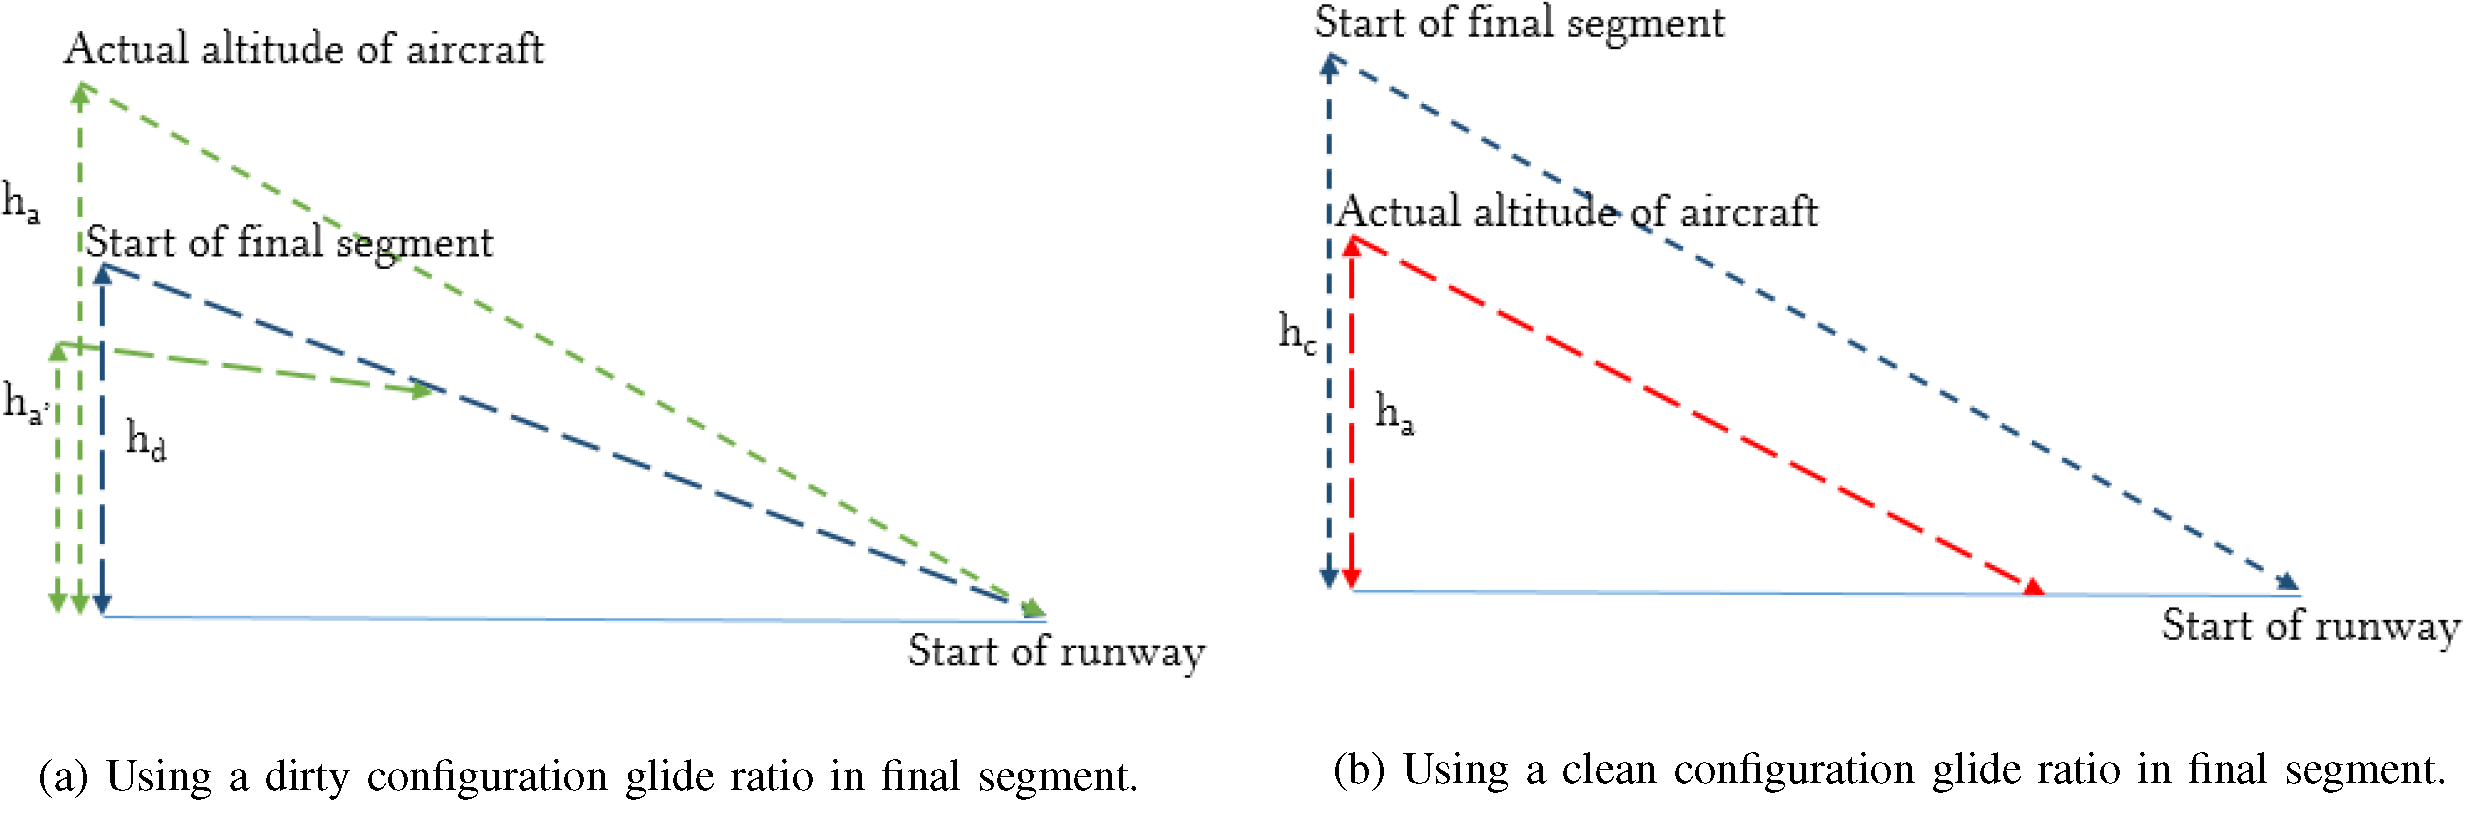 Actual altitude of aircraft
h_a
Start of final segment
h_a'
h_d
Start of runway
(a) Using a dirty configuration glide ratio in final segment.
Start of final segment
Actual altitude of aircraft
h_c
h_a
Start of runway
(b) Using a clean configuration glide ratio in final segment.